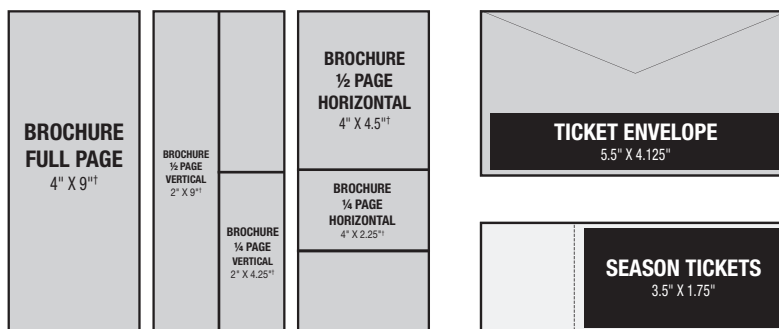 BROCHURE
FULL PAGE
4" X 9"†
BROCHURE
½ PAGE
VERTICAL
2" X 9"†
BROCHURE
¼ PAGE
VERTICAL
2" X 4.25"†
BROCHURE
½ PAGE
HORIZONTAL
4" X 4.5"†
BROCHURE
¼ PAGE
HORIZONTAL
4" X 2.25"†
TICKET ENVELOPE
5.5" X 4.125"
SEASON TICKETS
3.5" X 1.75"